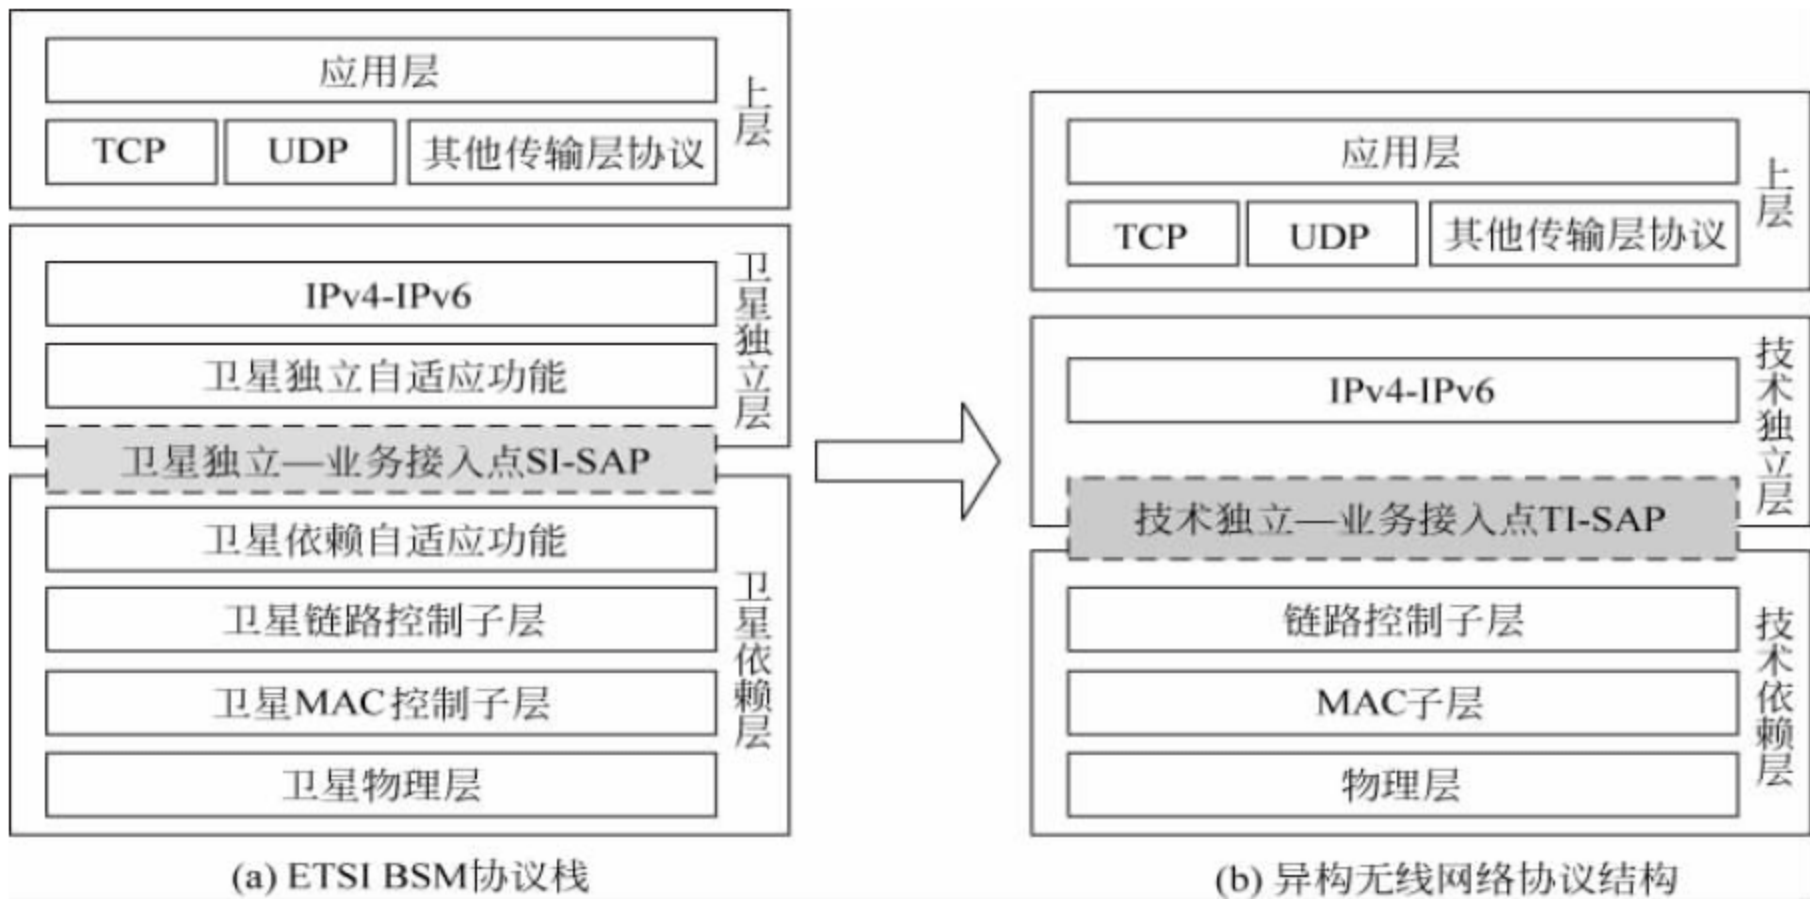 应用层
TCP
UDP
其他传输层协议
上层
IPv4-IPv6
卫星独立自适应功能
卫星独立层
卫星独立—业务接入点SI-SAP
卫星依赖自适应功能
卫星链路控制子层
卫星MAC控制子层
卫星物理层
卫星依赖层
(a) ETSI BSM协议栈
应用层
TCP
UDP
其他传输层协议
上层
IPv4-IPv6
技术独立层
技术独立—业务接入点TI-SAP
链路控制子层
MAC子层
物理层
技术依赖层
(b) 异构无线网络协议结构